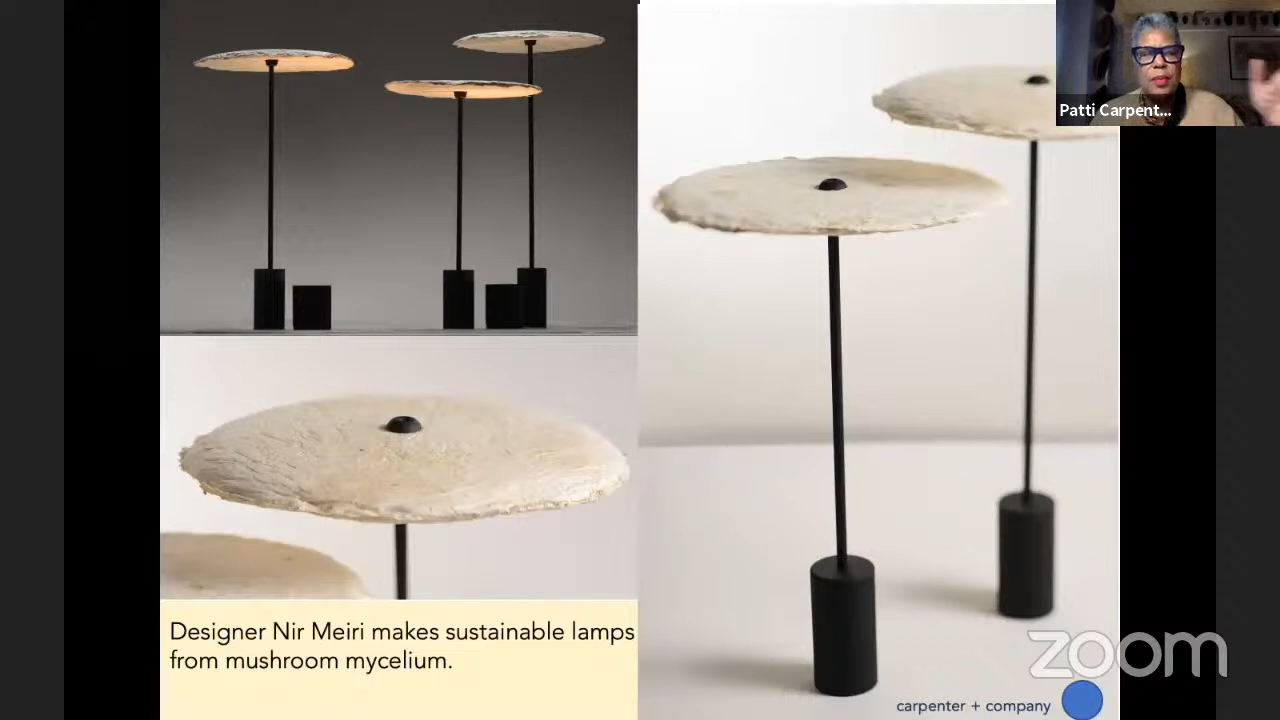 Patti Carpent...
Designer Nir Meiri makes sustainable lamps
from mushroom mycelium.
zoom
carpenter + company